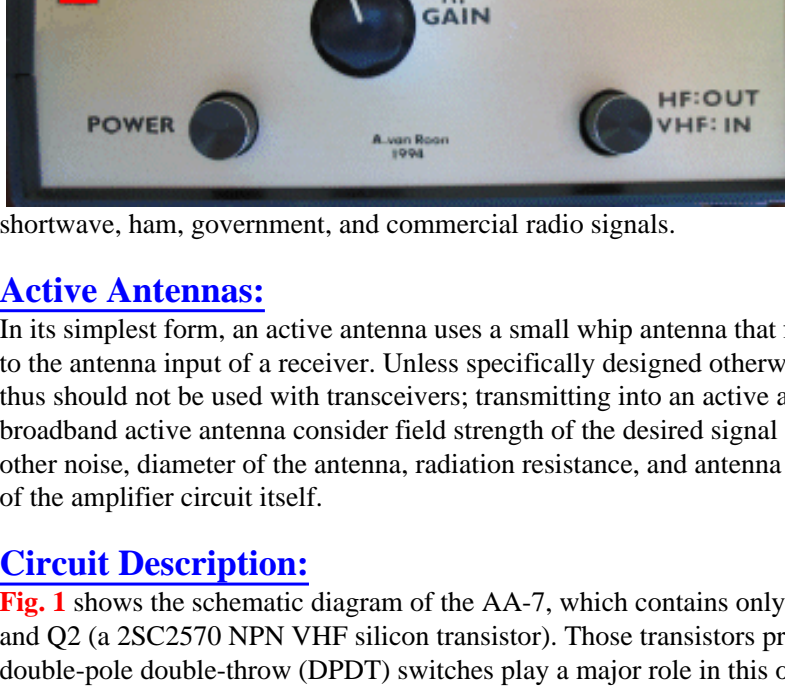 GAIN
POWER
HF:OUT
VHF: IN
A.van Roon
1994
shortwave, ham, government, and commercial radio signals.
Active Antennas:
In its simplest form, an active antenna uses a small whip antenna that
to the antenna input of a receiver. Unless specifically designed otherw
thus should not be used with transceivers; transmitting into an active a
broadband active antenna consider field strength of the desired signal
other noise, diameter of the antenna, radiation resistance, and antenna
of the amplifier circuit itself.
Circuit Description:
Fig. 1 shows the schematic diagram of the AA-7, which contains only
and Q2 (a 2SC2570 NPN VHF silicon transistor). Those transistors pr
double-pole double-throw (DPDT) switches play a major role in this o